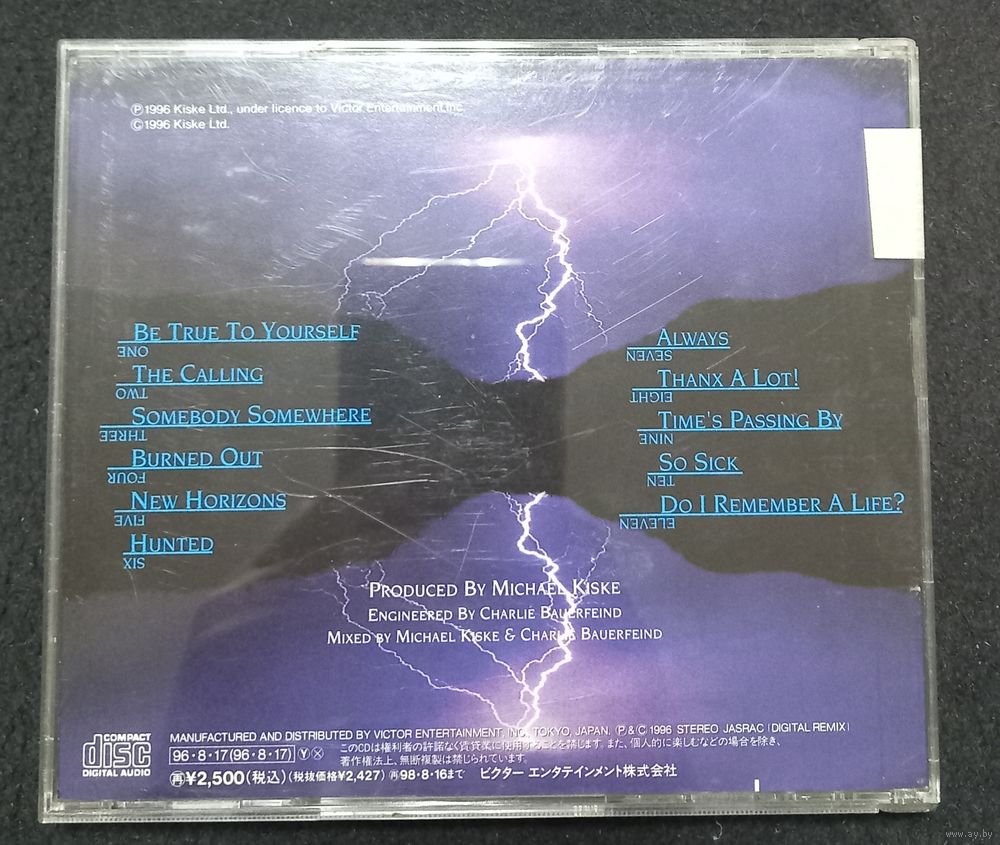 Ⓟ1996 Kiske Ltd., under licence to Victor Entertainment,Inc.
Ⓒ1996 Kiske Ltd.
BE TRUE TO YOURSELF
ONE
THE CALLING
TWO
SOMEBODY SOMEWHERE
THREE
BURNED OUT
FOUR
NEW HORIZONS
FIVE
HUNTED
SIX
ALWAYS
SEVEN
THANX A LOT!
EIGHT
TIME'S PASSING BY
NINE
SO SICK
TEN
DO I REMEMBER A LIFE?
ELEVEN
PRODUCED BY MICHAEL KISKE
ENGINEERED BY CHARLIE BAUERFEIND
MIXED BY MICHAEL KISKE & CHARLIE BAUERFEIND
COMPACT
disc
DIGITAL AUDIO
MANUFACTURED AND DISTRIBUTED BY VICTOR ENTERTAINMENT, INC., TOKYO, JAPAN. Ⓟ&Ⓒ 1996 STEREO JASRAC (DIGITAL REMIX)
96・8・17(96・8・17) Ⓨ Ⓧ
このCDは権利者の許諾なく賃貸業に使用することを禁じます。また、個人的に楽しむなどの場合を除き、
著作権法上、無断複製は禁じられています。
㊢¥2,500(税込)(税抜価格¥2,427) ㊢98・8・16まで ビクター エンタテインメント株式会社
www.ay.by